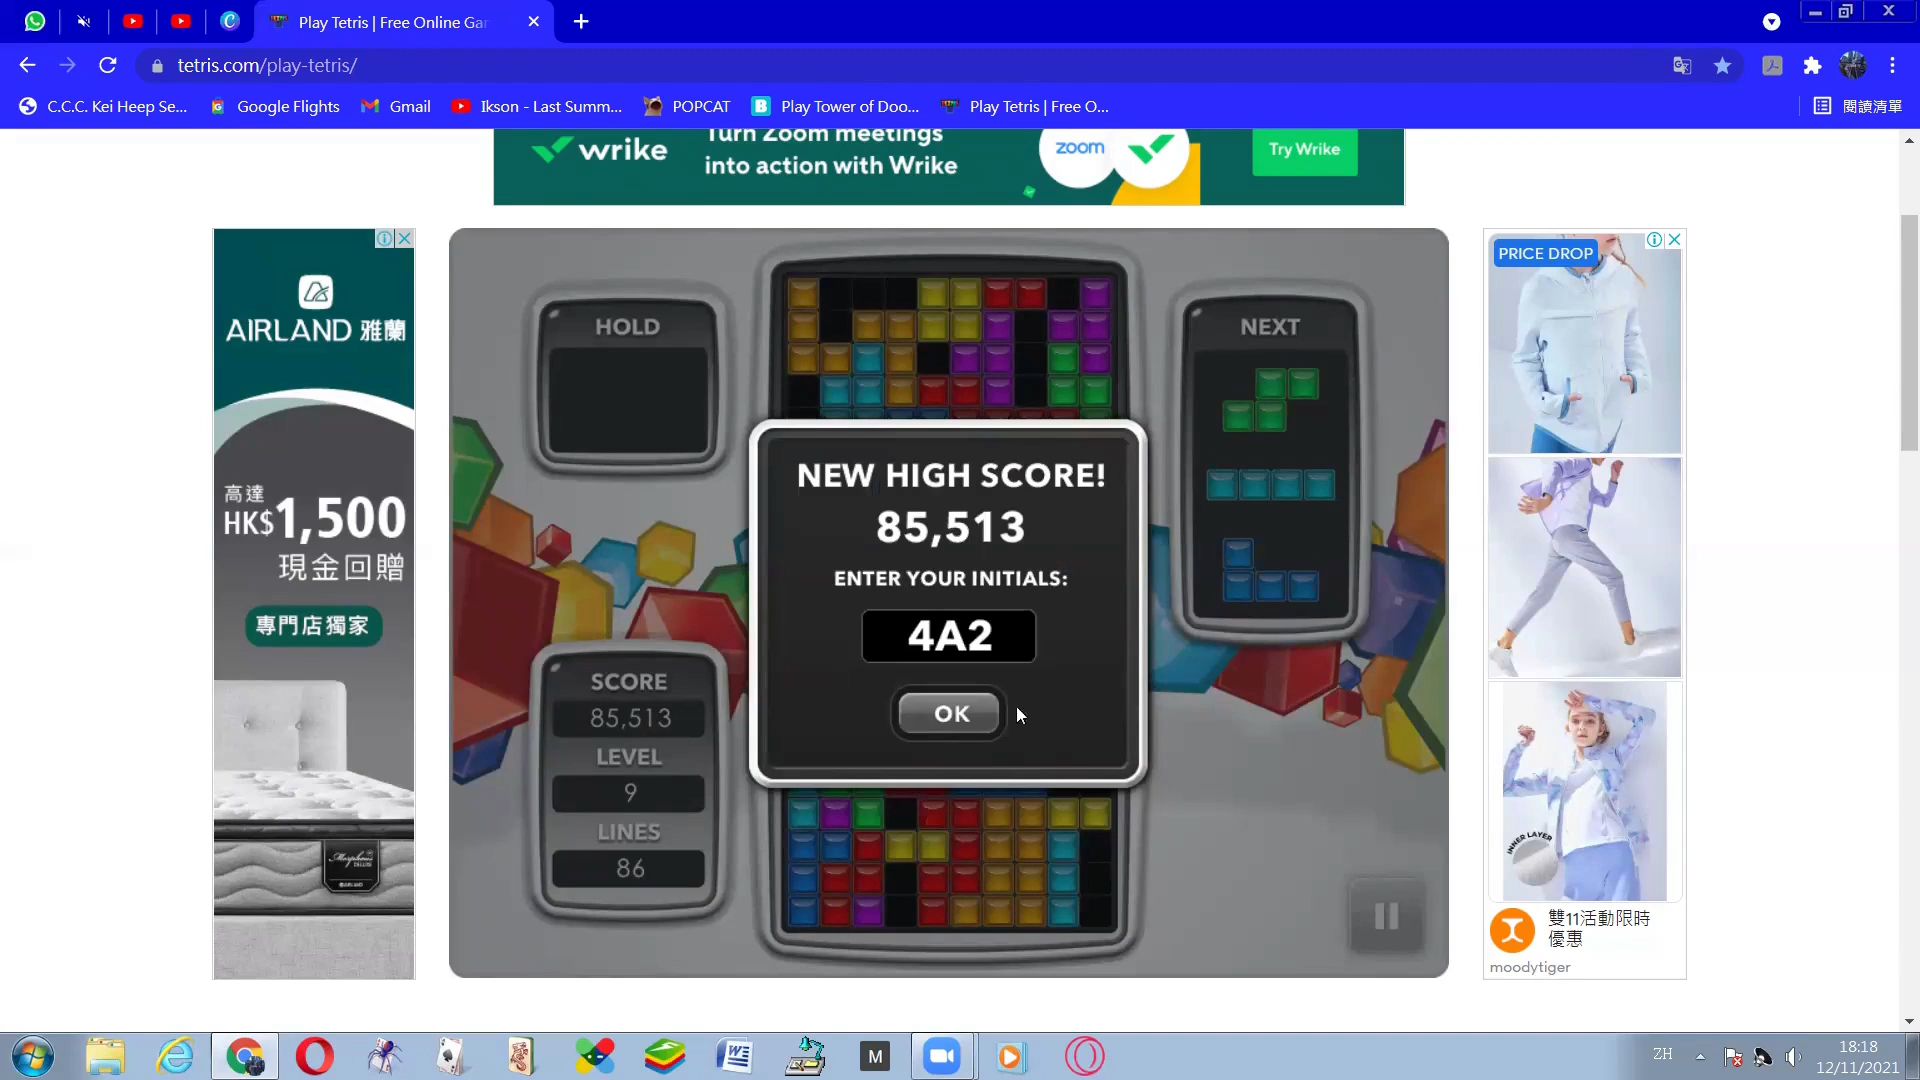 Play Tetris | Free Online Gar
tetris.com/play-tetris/
C.C.C. Kei Heep Se...
Google Flights
Gmail
Ikson - Last Summ...
POPCAT
Play Tower of Doo...
Play Tetris | Free O...
閱讀清單
wrike
Turn Zoom meetings
into action with Wrike
zoom
Try Wrike
AIRLAND 雅蘭
高達
HK$1,500
現金回贈
專門店獨家
HOLD
NEXT
NEW HIGH SCORE!
85,513
ENTER YOUR INITIALS:
4A2
OK
SCORE
85,513
LEVEL
9
LINES
86
PRICE DROP
INNER LAYER
雙11活動限時
優惠
moodytiger
M
ZH
18:18
12/11/2021